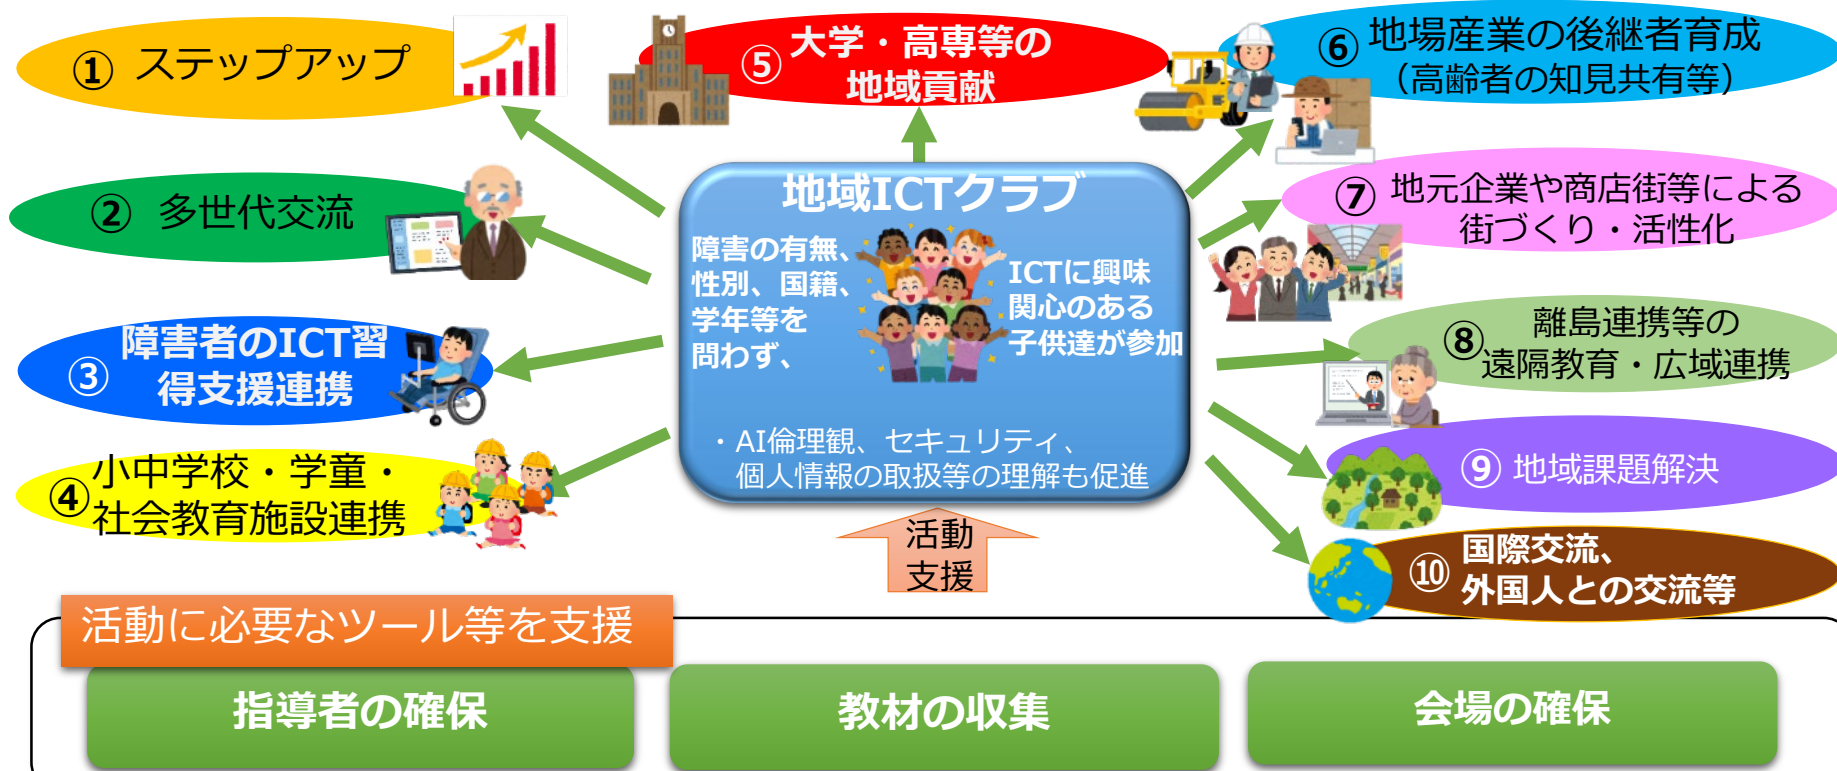 ① ステップアップ
② 多世代交流
③ 障害者のICT習
得支援連携
④ 小中学校・学童・
社会教育施設連携
⑤ 大学・高専等の
地域貢献
⑥ 地場産業の後継者育成
（高齢者の知見共有等）
⑦ 地元企業や商店街等による
街づくり・活性化
⑧ 離島連携等の
遠隔教育・広域連携
⑨ 地域課題解決
⑩ 国際交流、
外国人との交流等
地域ICTクラブ
障害の有無、
性別、国籍、
学年等を
問わず、
ICTに興味
関心のある
子供達が参加
・AI倫理観、セキュリティ、
個人情報の取扱等の理解も促進
活動
支援
活動に必要なツール等を支援
指導者の確保
教材の収集
会場の確保